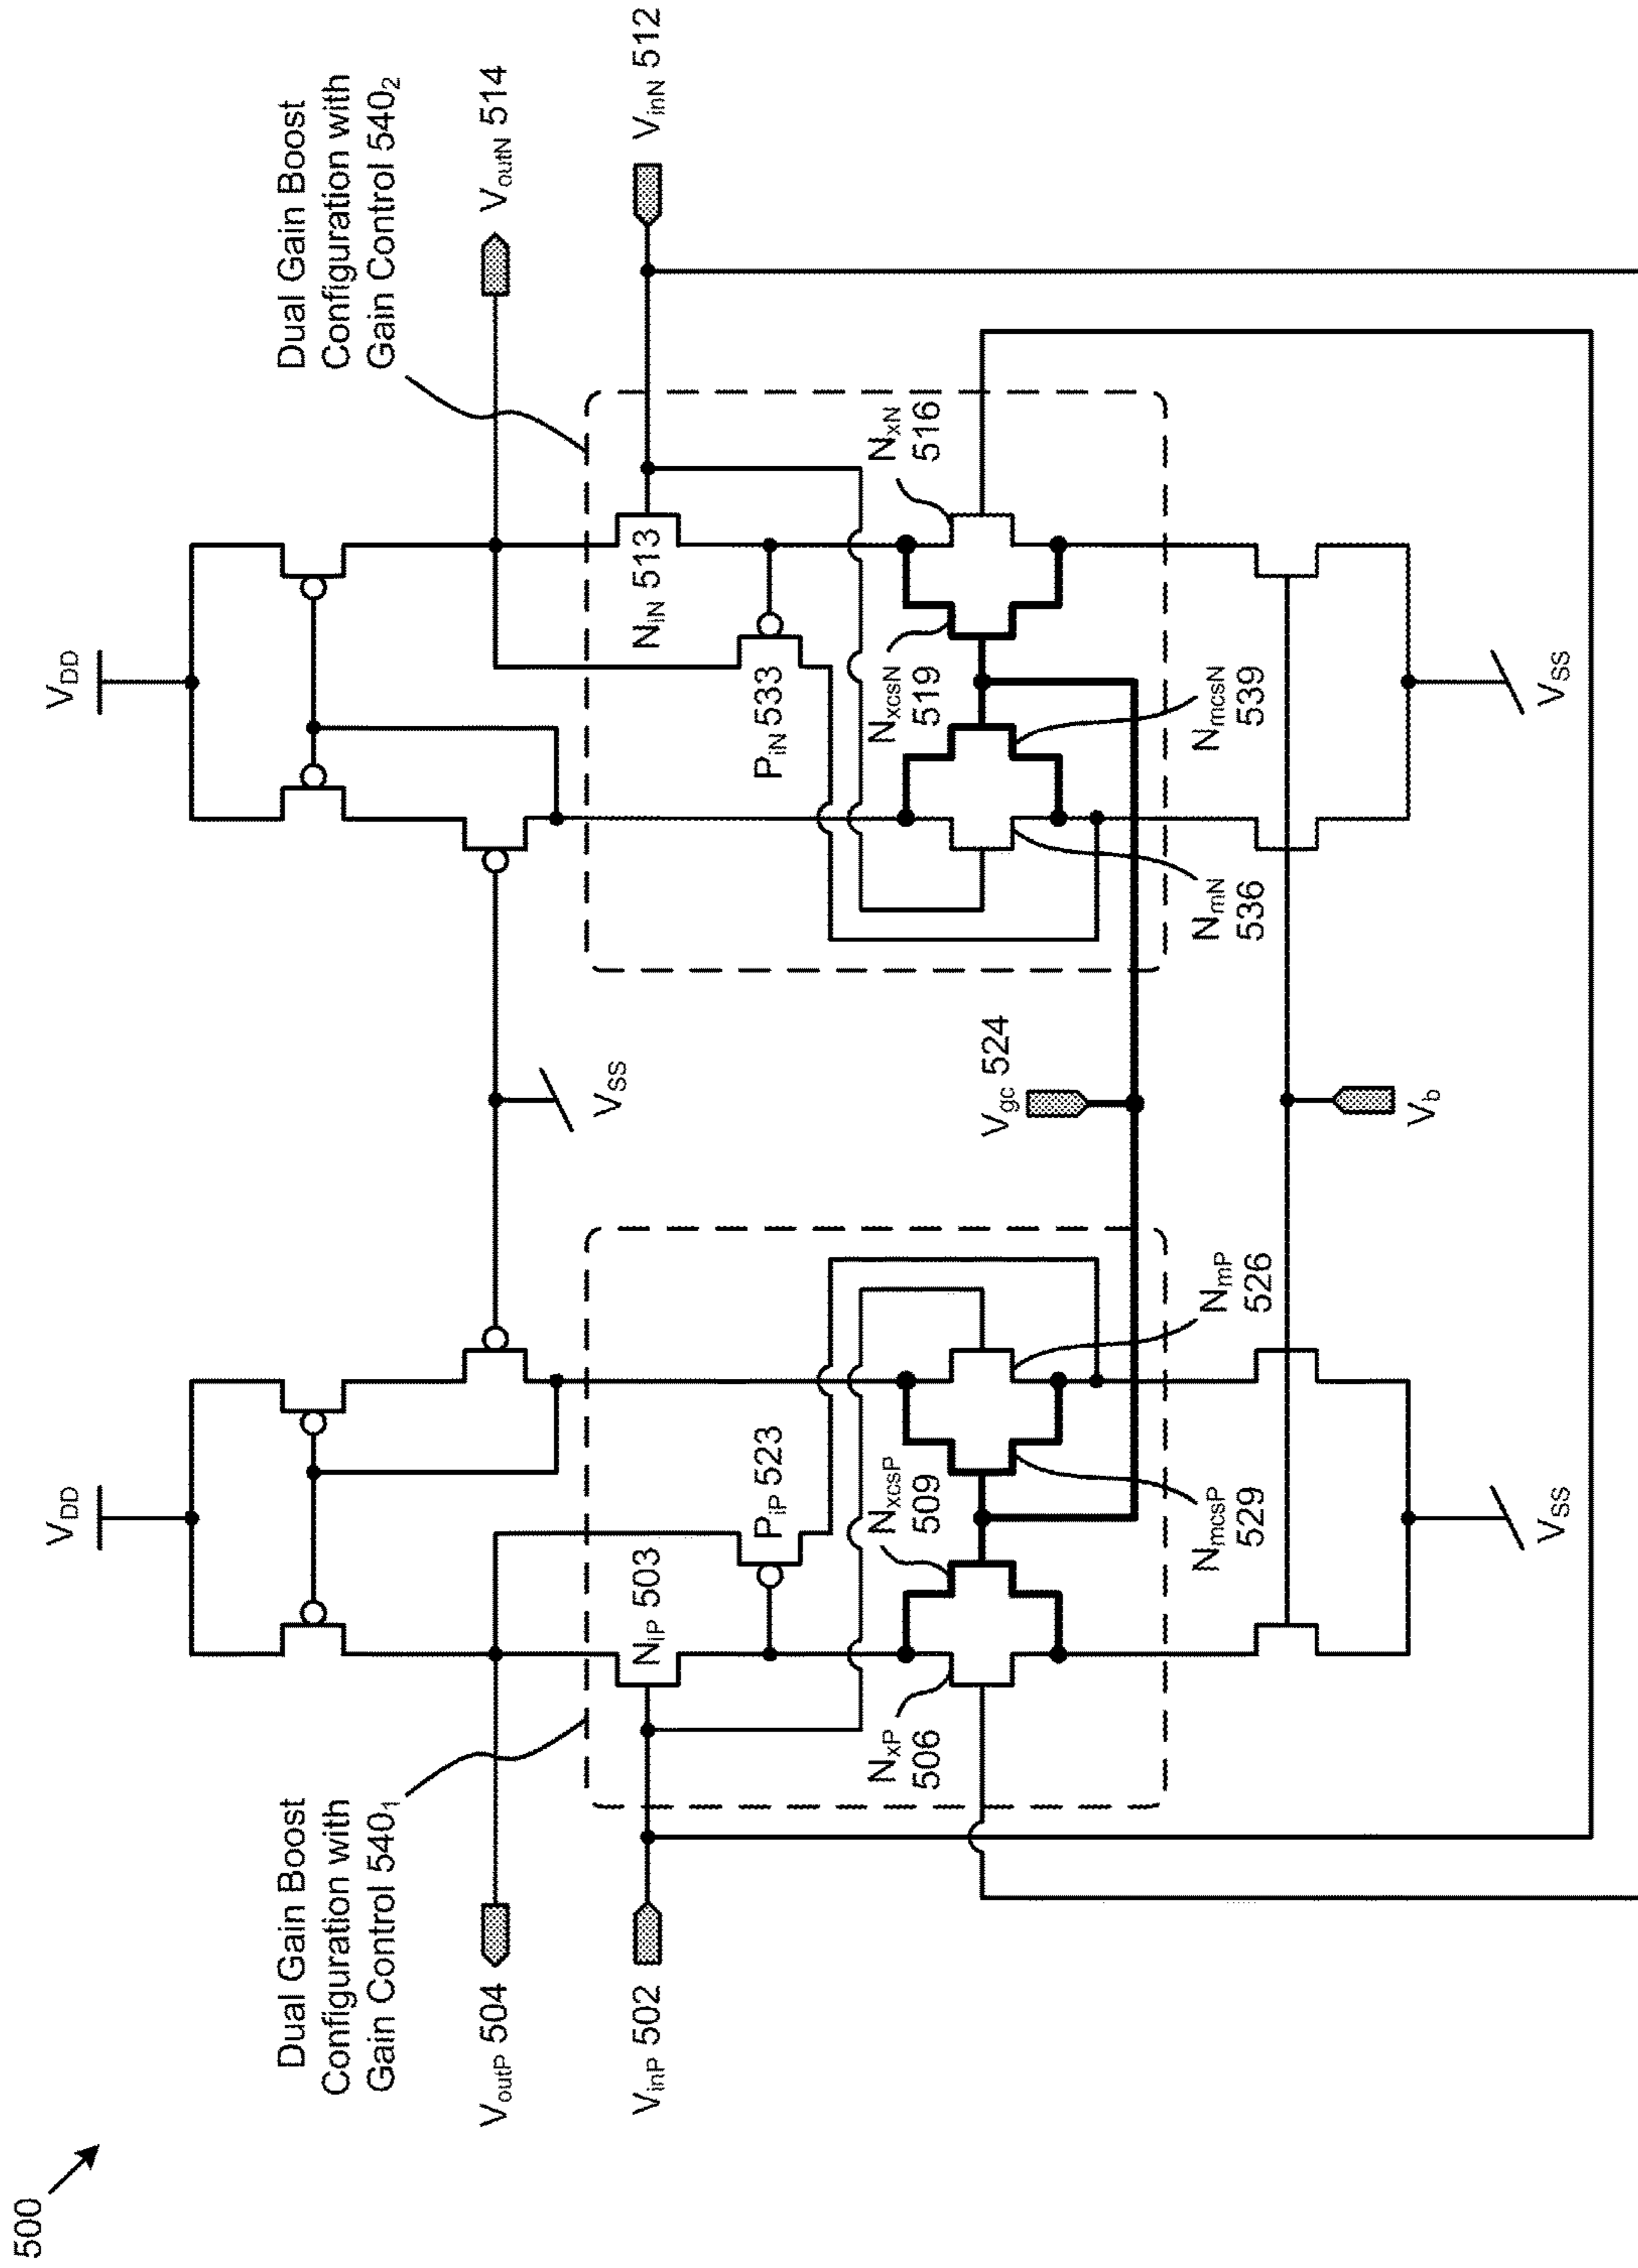 500
Dual Gain Boost
Configuration with
Gain Control 540₁
Dual Gain Boost
Configuration with
Gain Control 540₂
V_DD
V_DD
V_outP 504
V_outN 514
V_SS
V_inP 502
V_inN 512
N_iP 503
N_iN 513
P_iP 523
P_iN 533
N_xP
506
N_xcsP
509
N_xcsN
519
N_xN
516
V_gc 524
N_mcsP
529
N_mP
526
N_mN
536
N_mcsN
539
V_b
V_SS
V_SS